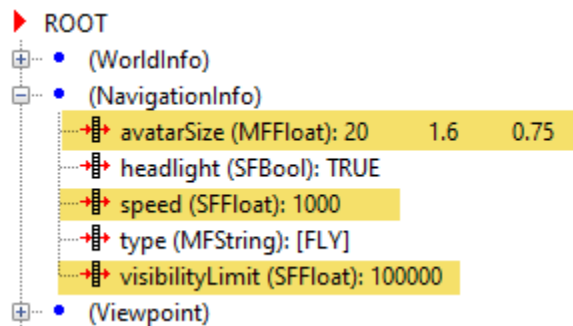 ROOT
(WorldInfo)
(NavigationInfo)
avatarSize (MFFloat): 20 1.6 0.75
headlight (SFBool): TRUE
speed (SFFloat): 1000
type (MFString): [FLY]
visibilityLimit (SFFloat): 100000
(Viewpoint)